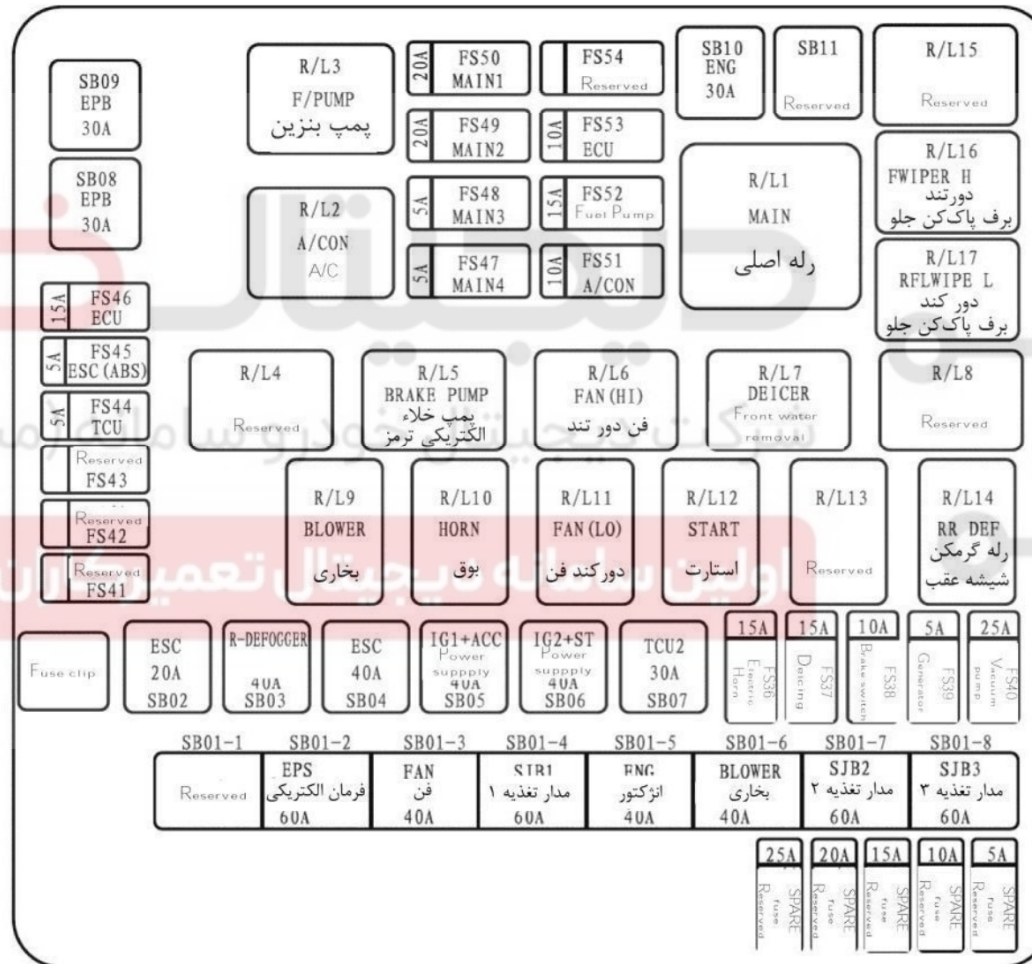 SB09
EPB
30A
SB08
EPB
30A
R/L3
F/PUMP
پمپ بنزین
R/L2
A/CON
A/C
20A FS50
MAIN1
20A FS49
MAIN2
5A FS48
MAIN3
5A FS47
MAIN4
FS54
Reserved
10A FS53
ECU
15A FS52
Fuel Pump
10A FS51
A/CON
SB10
ENG
30A
SB11
Reserved
R/L15
Reserved
R/L1
MAIN
رله اصلی
R/L16
FWIPER H
دورتند
برف پاک‌کن جلو
R/L17
RFLWIPE L
دور کند
برف پاک‌کن جلو
15A FS46
ECU
5A FS45
ESC (ABS)
5A FS44
TCU
Reserved
FS43
Reserved
FS42
Reserved
FS41
R/L4
Reserved
R/L5
BRAKE PUMP
پمپ خلاء
الکتریکی ترمز
R/L6
FAN(HI)
فن دور تند
R/L7
DEICER
Front water
removal
R/L8
Reserved
شرکت دیجیتال خودرو سامانه
R/L9
BLOWER
بخاری
R/L10
HORN
بوق
R/L11
FAN(LO)
دورکند فن
R/L12
START
استارت
R/L13
Reserved
R/L14
RR DEF
رله گرمکن
شیشه عقب
اولین سامانه دیجیتال تعمیرکاران
Fuse clip
ESC
20A
SB02
R-DEFOGGER
40A
SB03
ESC
40A
SB04
IG1+ACC
Power
suppply
40A
SB05
IG2+ST
Power
suppply
40A
SB06
TCU2
30A
SB07
15A
FS36
Electric
Horn
15A
FS37
Deicing
10A
FS38
Brake switch
5A
FS39
Generator
25A
FS40
Vacuum
pump
SB01-1 SB01-2 SB01-3 SB01-4 SB01-5 SB01-6 SB01-7 SB01-8
Reserved
EPS
فرمان الکتریکی
60A
FAN
فن
40A
SJB1
مدار تغذیه ۱
60A
ENG
انژکتور
40A
BLOWER
بخاری
40A
SJB2
مدار تغذیه ۲
60A
SJB3
مدار تغذیه ۳
60A
25A
SPARE
fuse
Reserved
20A
SPARE
fuse
Reserved
15A
SPARE
fuse
Reserved
10A
SPARE
fuse
Reserved
5A
SPARE
fuse
Reserved